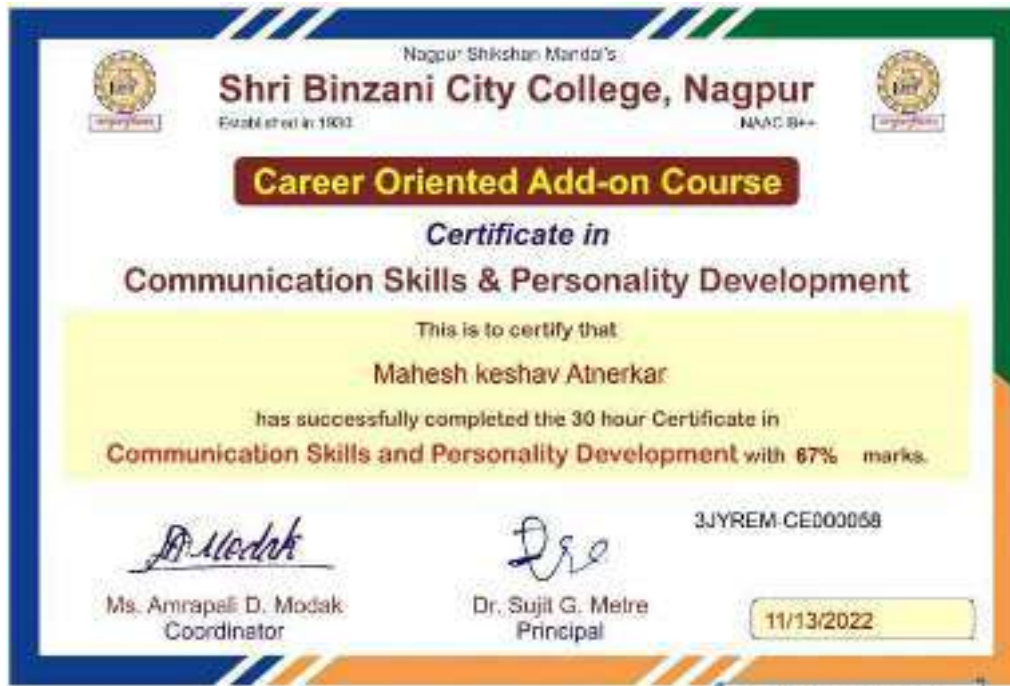 Nagpur Shikshan Mandal's
Shri Binzani City College, Nagpur
Established in 1930
NAAC B++
Career Oriented Add-on Course
Certificate in
Communication Skills & Personality Development
This is to certify that
Mahesh keshav Atnerkar
has successfully completed the 30 hour Certificate in
Communication Skills and Personality Development with 67% marks.
3JYREM-CE000058
Ms. Amrapali D. Modak
Coordinator
Dr. Sujit G. Metre
Principal
11/13/2022